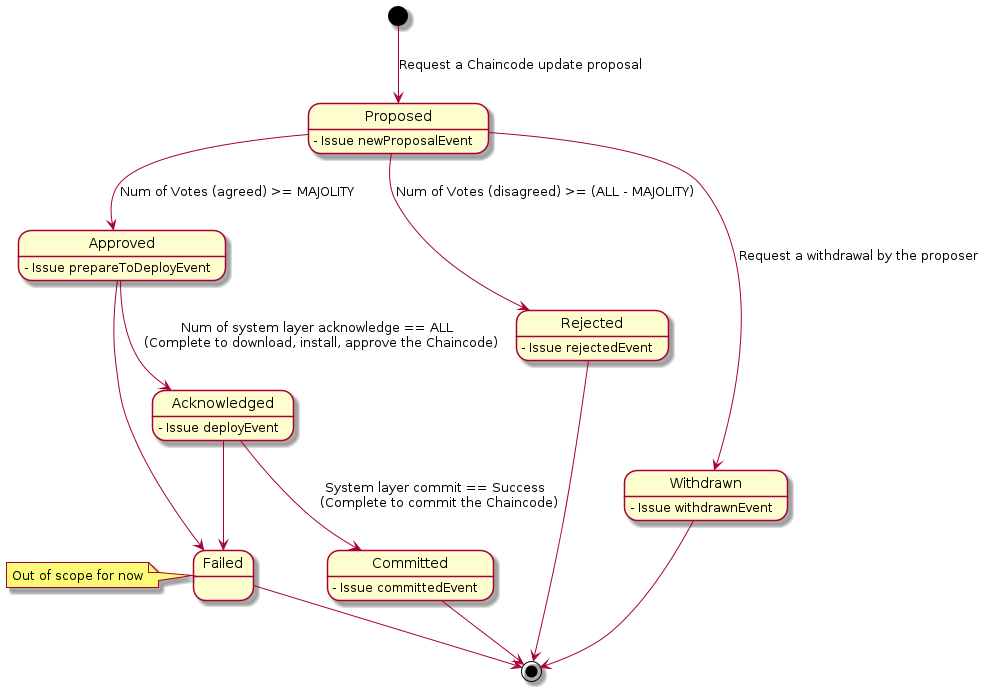 Request a Chaincode update proposal
Proposed
- Issue newProposalEvent
Num of Votes (agreed) >= MAJOLITY
Num of Votes (disagreed) >= (ALL - MAJOLITY)
Approved
- Issue prepareToDeployEvent
Request a withdrawal by the proposer
Num of system layer acknowledge == ALL
(Complete to download, install, approve the Chaincode)
Rejected
- Issue rejectedEvent
Acknowledged
- Issue deployEvent
System layer commit == Success
(Complete to commit the Chaincode)
Withdrawn
- Issue withdrawnEvent
Out of scope for now
Failed
Committed
- Issue committedEvent